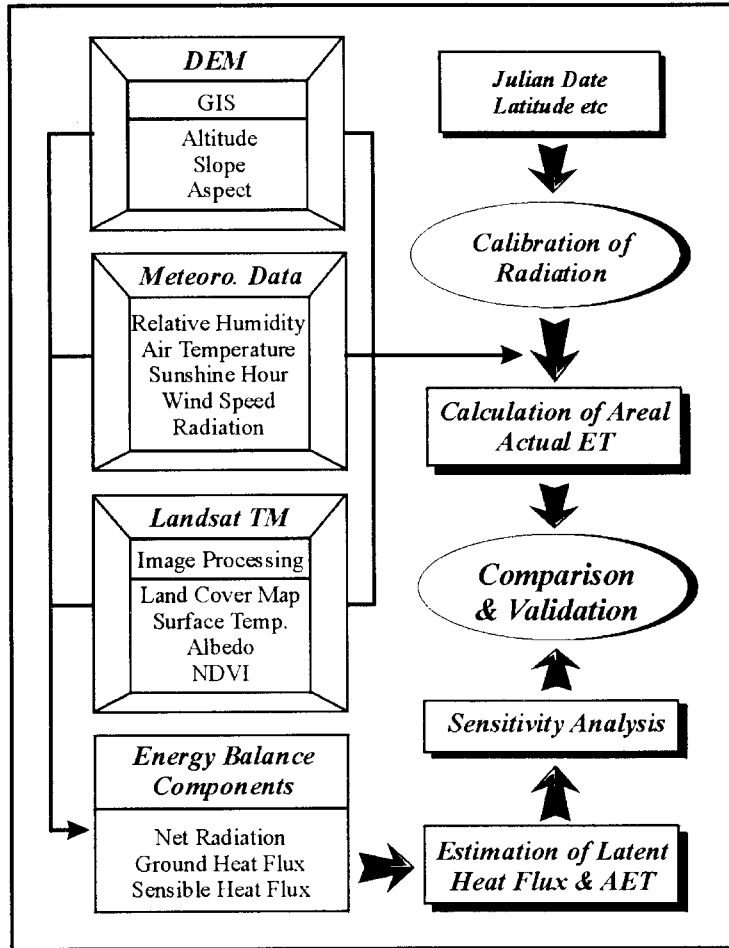 DEM
GIS
Altitude
Slope
Aspect
Meteoro. Data
Relative Humidity
Air Temperature
Sunshine Hour
Wind Speed
Radiation
Landsat TM
Image Processing
Land Cover Map
Surface Temp.
Albedo
NDVI
Energy Balance
Components
Net Radiation
Ground Heat Flux
Sensible Heat Flux
Julian Date
Latitude etc
Calibration of
Radiation
Calculation of Areal
Actual ET
Comparison
& Validation
Sensitivity Analysis
Estimation of Latent
Heat Flux & AET